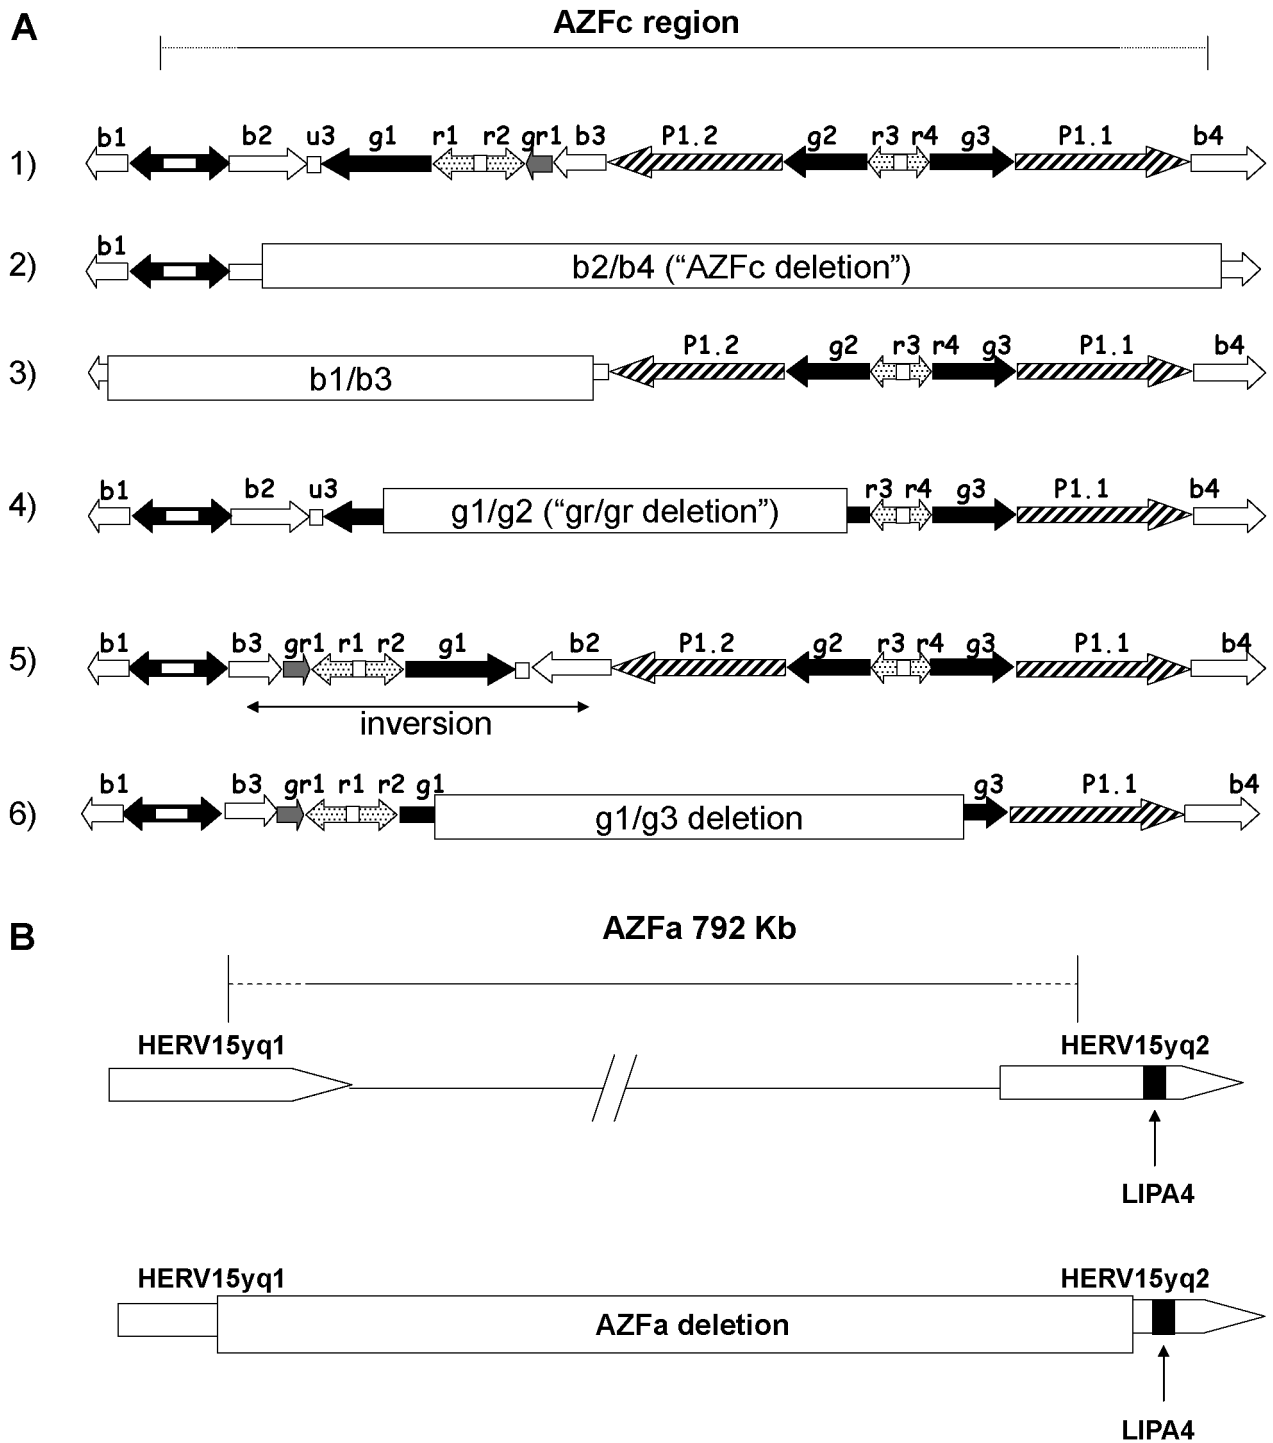 A
AZFc region
b1 b2 u3 g1 r1 r2 gr1 b3 P1.2 g2 r3 r4 g3 P1.1 b4
1)
b1
2) b2/b4 (“AZFc deletion”)
P1.2 g2 r3 r4 g3 P1.1 b4
3) b1/b3
b1 b2 u3 r3 r4 g3 P1.1 b4
4) g1/g2 (“gr/gr deletion”)
b1 b3 gr1 r1 r2 g1 b2 P1.2 g2 r3 r4 g3 P1.1 b4
5)
inversion
b1 b3 gr1 r1 r2 g1 g3 P1.1 b4
6) g1/g3 deletion
B
AZFa 792 Kb
HERV15yq1 HERV15yq2
LIPA4
HERV15yq1 HERV15yq2
AZFa deletion
LIPA4